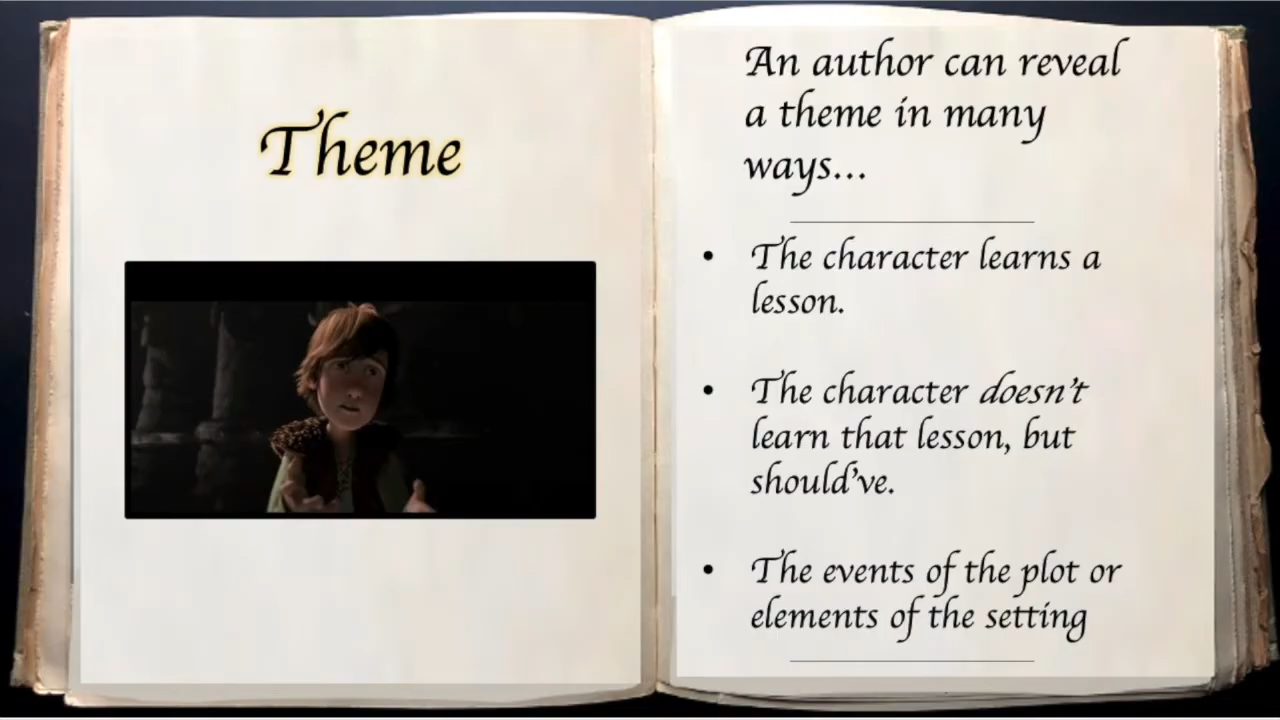 Theme
An author can reveal
a theme in many
ways...
• The character learns a
lesson.
• The character doesn't
learn that lesson, but
should've.
• The events of the plot or
elements of the setting